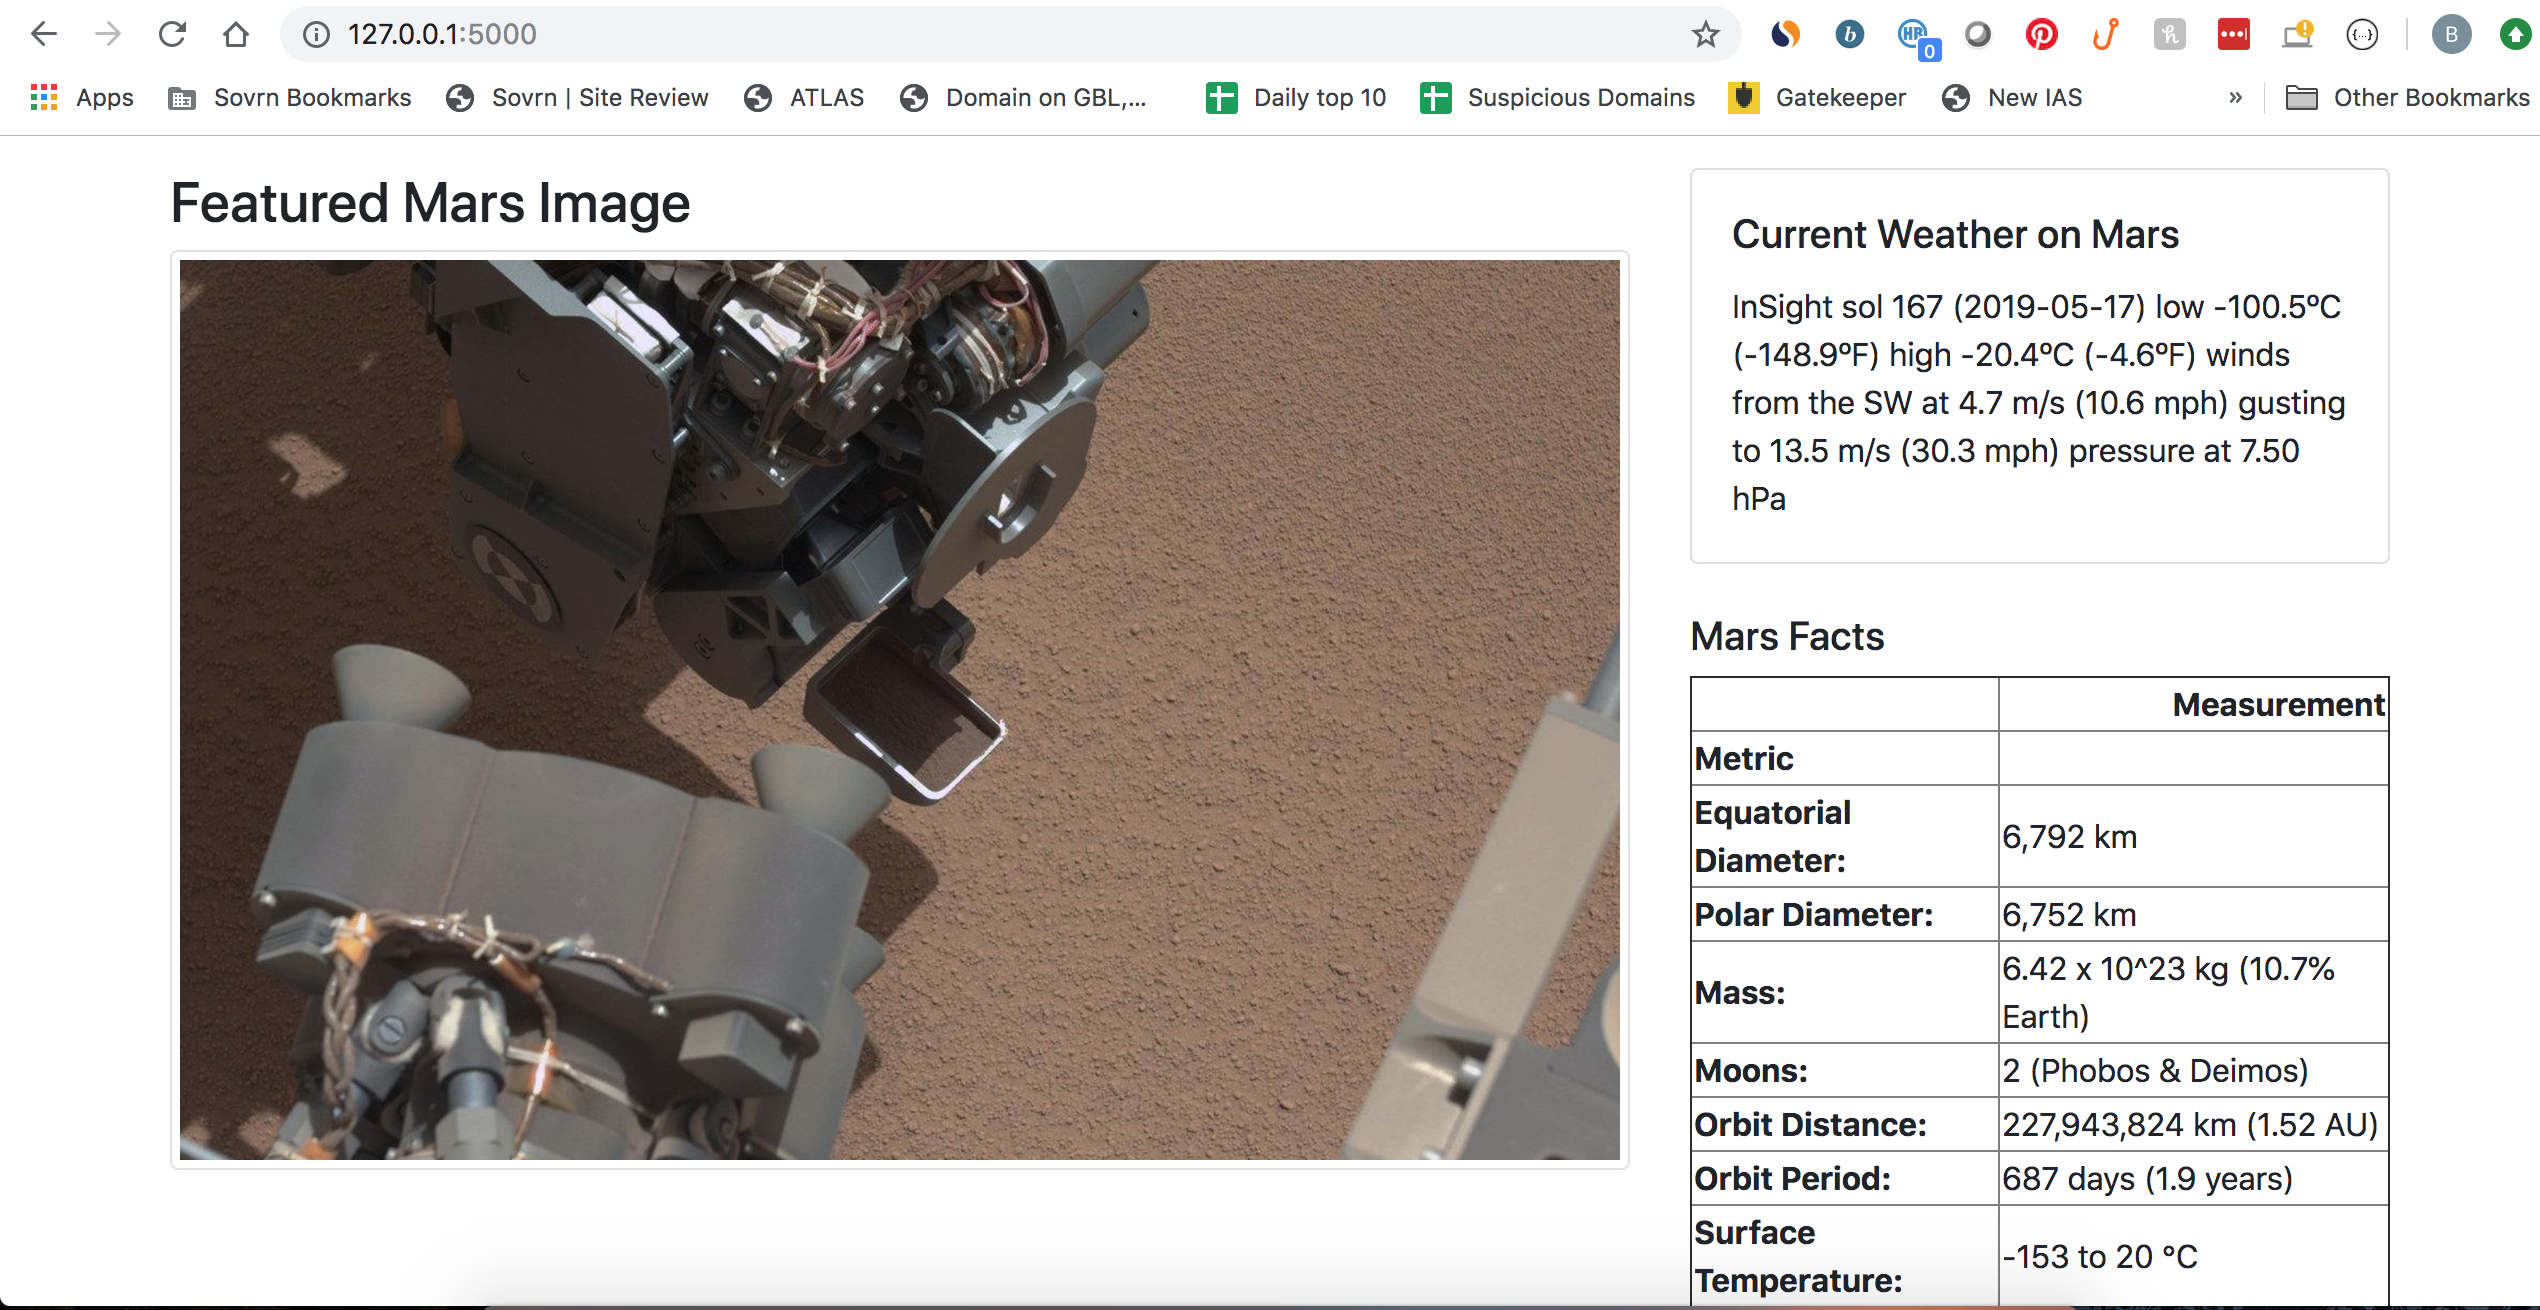 127.0.0.1:5000
0
B
Apps
Sovrn Bookmarks
Sovrn | Site Review
ATLAS
Domain on GBL,...
Daily top 10
Suspicious Domains
Gatekeeper
New IAS
»
Other Bookmarks
Featured Mars Image
Current Weather on Mars
InSight sol 167 (2019-05-17) low -100.5ºC
(-148.9ºF) high -20.4ºC (-4.6ºF) winds
from the SW at 4.7 m/s (10.6 mph) gusting
to 13.5 m/s (30.3 mph) pressure at 7.50
hPa
Mars Facts
Measurement
Metric
Equatorial
Diameter:
6,792 km
Polar Diameter:
6,752 km
Mass:
6.42 x 10^23 kg (10.7%
Earth)
Moons:
2 (Phobos & Deimos)
Orbit Distance:
227,943,824 km (1.52 AU)
Orbit Period:
687 days (1.9 years)
Surface
Temperature:
-153 to 20 °C